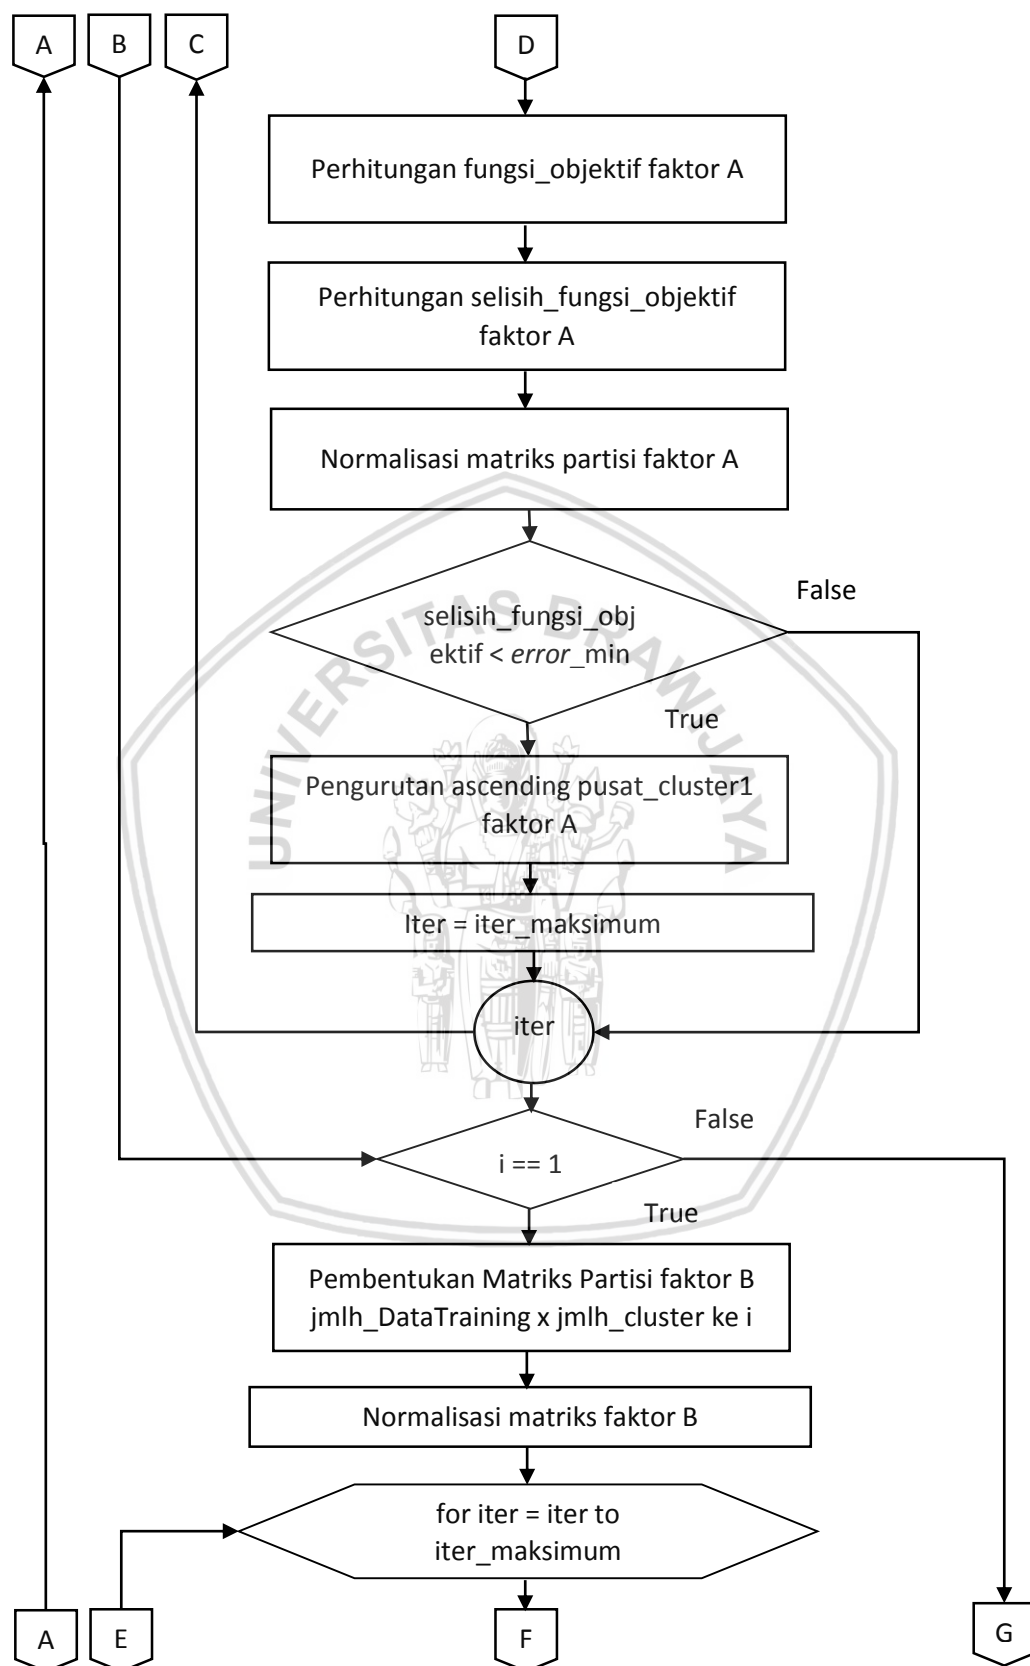 A B C D
Perhitungan fungsi_objektif faktor A
Perhitungan selisih_fungsi_objektif
faktor A
Normalisasi matriks partisi faktor A
False
selisih_fungsi_obj
ektif < error_min
True
UNIVERSITAS BRAWIJAYA
Pengurutan ascending pusat_cluster1
faktor A
Iter = iter_maksimum
iter
False
i == 1
True
Pembentukan Matriks Partisi faktor B
jmlh_DataTraining x jmlh_cluster ke i
Normalisasi matriks faktor B
for iter = iter to
iter_maksimum
A E F G